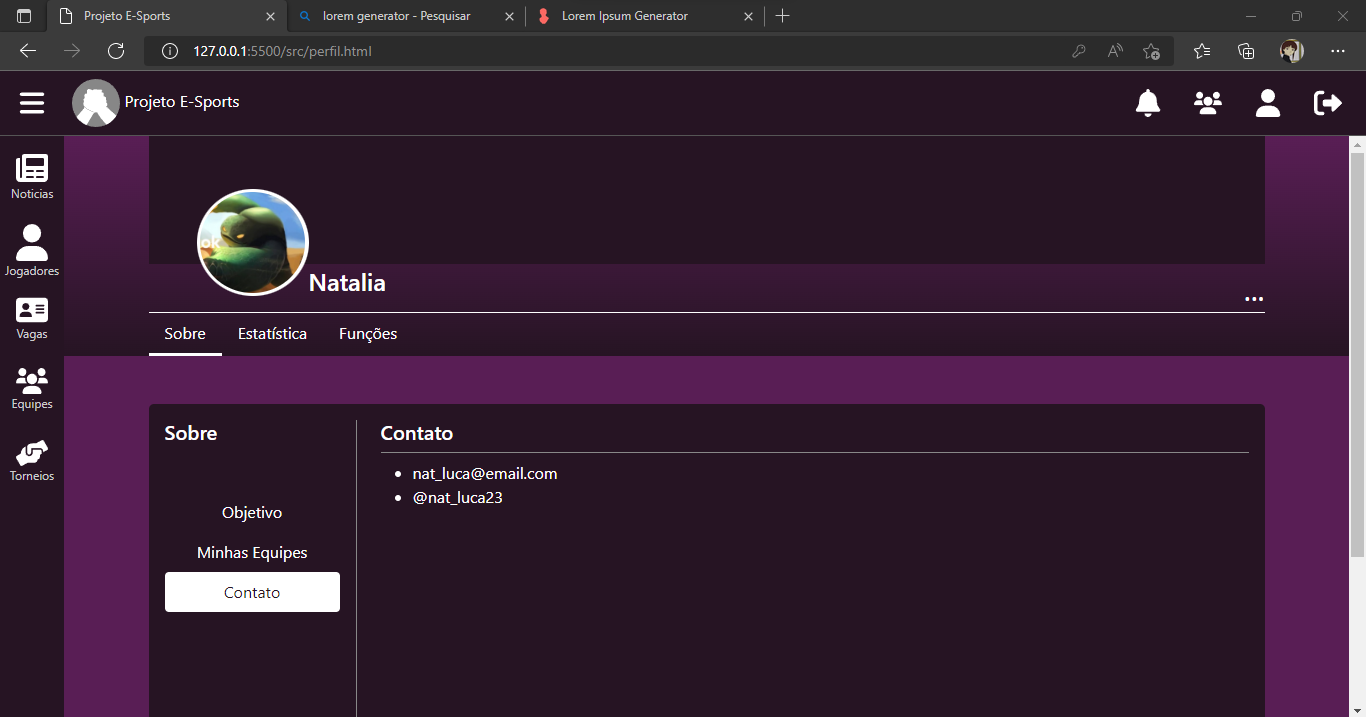 Projeto E-Sports
lorem generator - Pesquisar
Lorem Ipsum Generator
127.0.0.1:5500/src/perfil.html
Projeto E-Sports
Noticias
Jogadores
Vagas
Equipes
Torneios
ok
Natalia
Sobre
Estatística
Funções
Sobre
Objetivo
Minhas Equipes
Contato
Contato
• nat_luca@email.com
• @nat_luca23